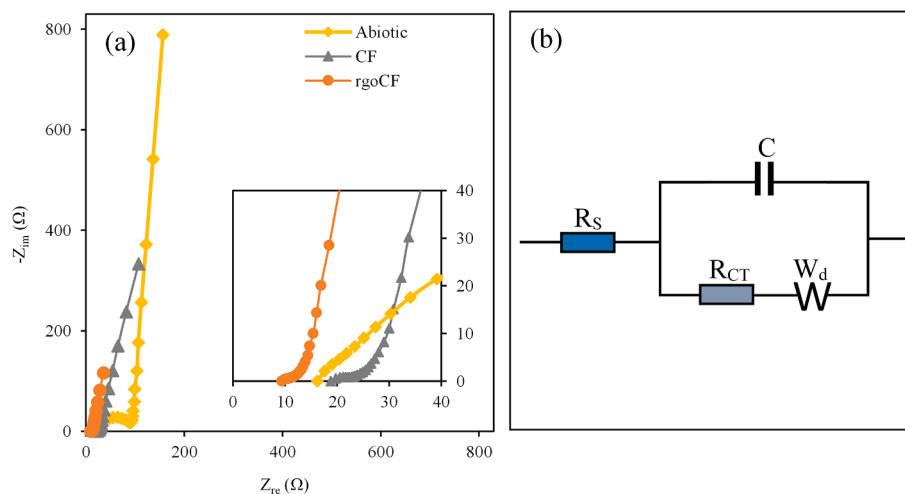 (a)
Abiotic
CF
rgoCF
800
600
400
200
0
-Z_im (Ω)
0 200 400 600 800
Z_re (Ω)
40
30
20
10
0
0 10 20 30 40
(b)
C
R_S
R_CT W_d